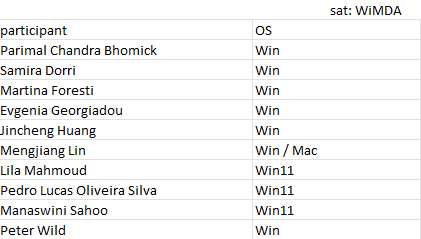 sat: WiMDA
participant OS
Parimal Chandra Bhomick Win
Samira Dorri Win
Martina Foresti Win
Evgenia Georgiadou Win
Jincheng Huang Win
Mengjiang Lin Win / Mac
Lila Mahmoud Win11
Pedro Lucas Oliveira Silva Win11
Manaswini Sahoo Win11
Peter Wild Win